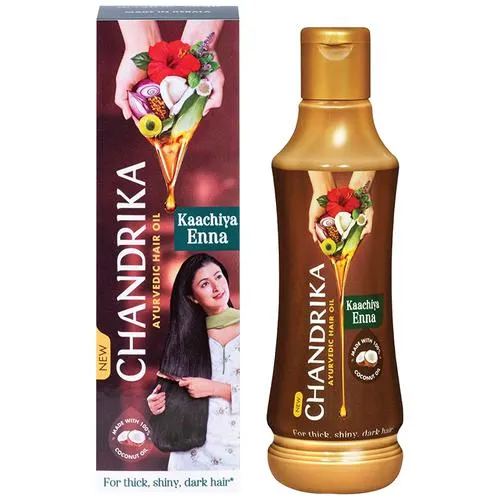 MADE IN KERALA
NEW
CHANDRIKA
AYURVEDIC HAIR OIL
Kaachiya
Enna
MADE WITH 100%
COCONUT OIL
For thick, shiny, dark hair*
NEW
CHANDRIKA
AYURVEDIC HAIR OIL
Kaachiya
Enna
MADE WITH 100%
COCONUT OIL
For thick, shiny, dark hair*